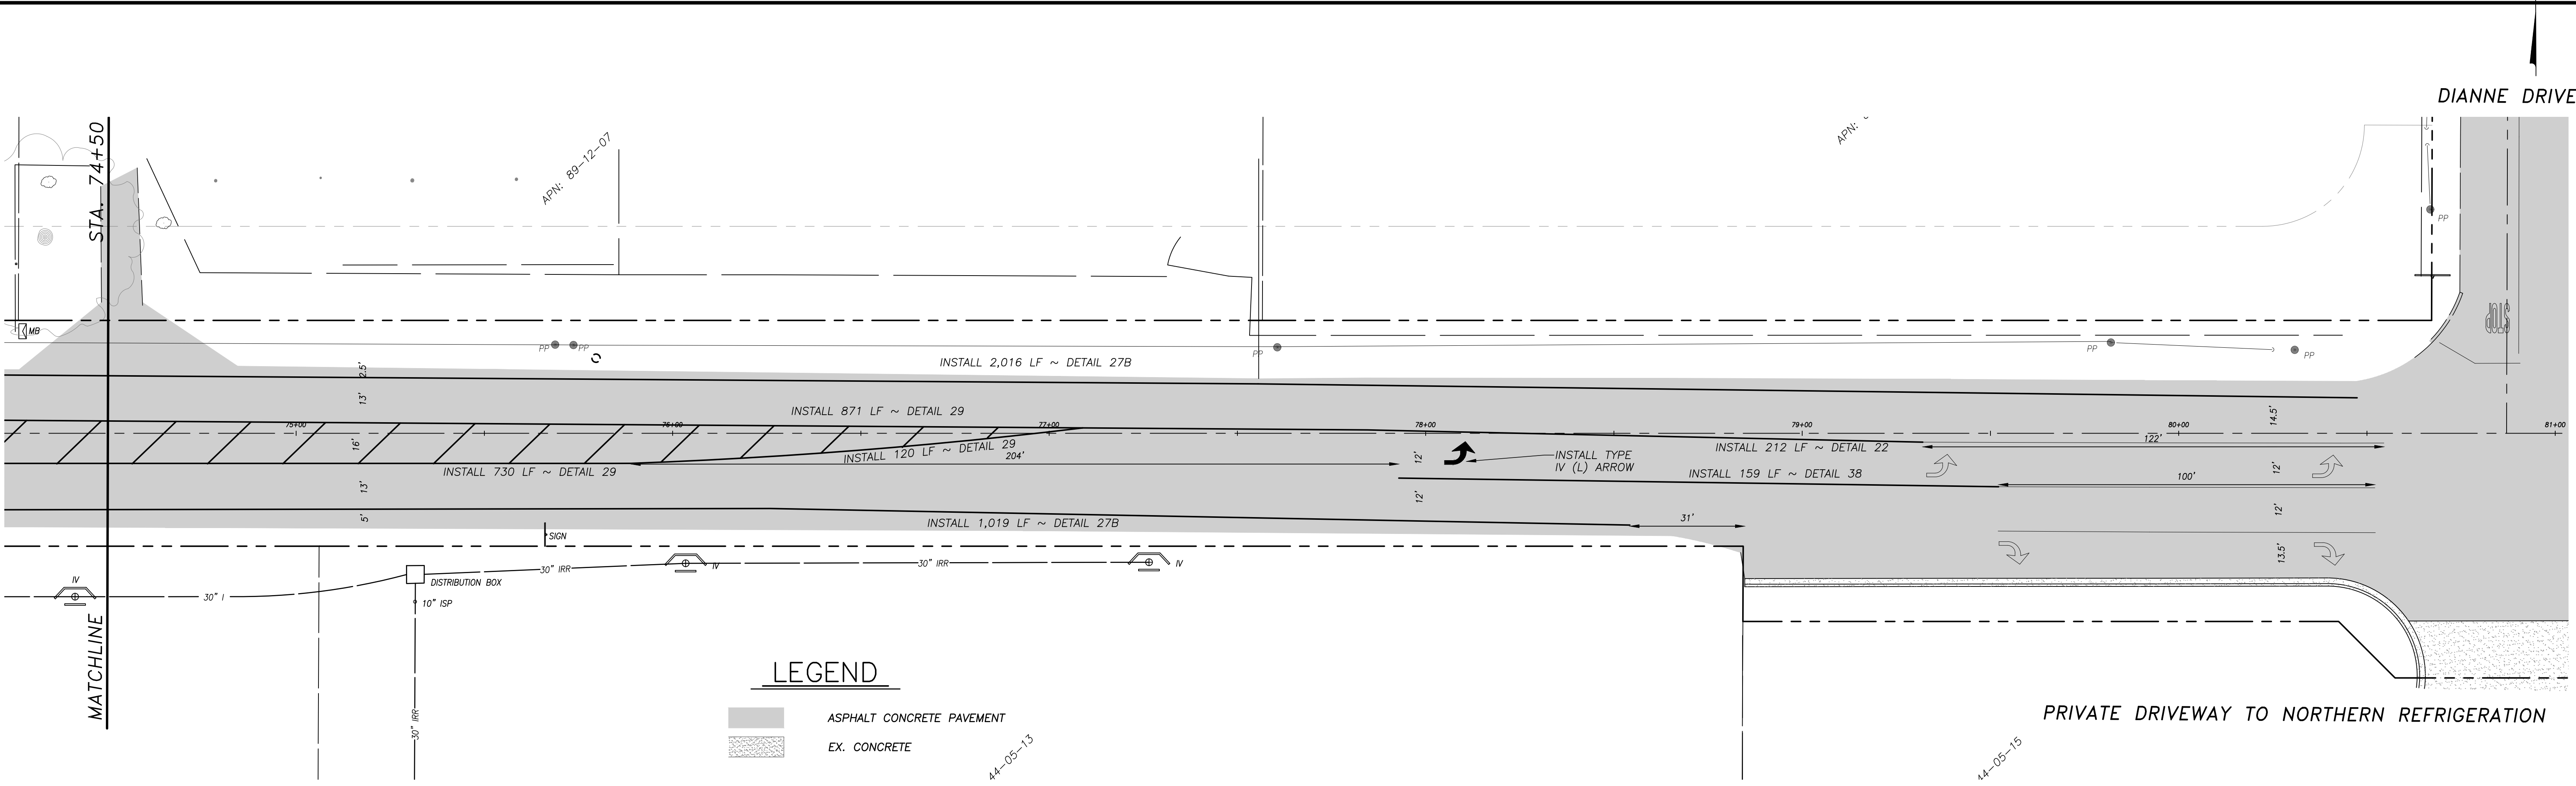 DIANNE DRIVE
STA. 74+50
MATCHLINE
APN: 89-12-07
APN:
MB
PP
PP
PP
PP
PP
PP
STOP
INSTALL 2,016 LF ~ DETAIL 27B
2.5'
13'
INSTALL 871 LF ~ DETAIL 29
14.5'
75+00
76+00
77+00
78+00
79+00
80+00
81+00
16'
INSTALL 120 LF ~ DETAIL 29
204'
INSTALL 730 LF ~ DETAIL 29
12'
INSTALL TYPE
IV (L) ARROW
INSTALL 212 LF ~ DETAIL 22
122'
INSTALL 159 LF ~ DETAIL 38
12'
100'
13'
12'
12'
5'
INSTALL 1,019 LF ~ DETAIL 27B
31'
13.5'
SIGN
IV
30" I
DISTRIBUTION BOX
30" IRR
IV
30" IRR
IV
10" ISP
30" IRR
LEGEND
ASPHALT CONCRETE PAVEMENT
EX. CONCRETE
44-05-13
44-05-15
PRIVATE DRIVEWAY TO NORTHERN REFRIGERATION